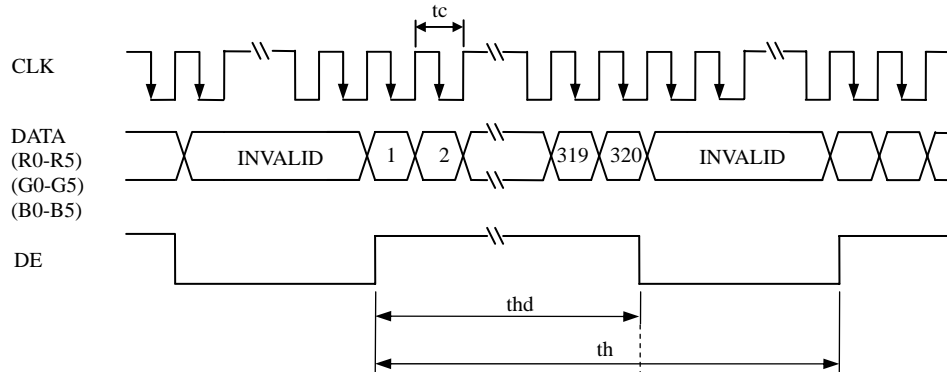 tc
CLK
DATA
(R0-R5)
(G0-G5)
(B0-B5)
INVALID
1
2
319
320
INVALID
DE
thd
th